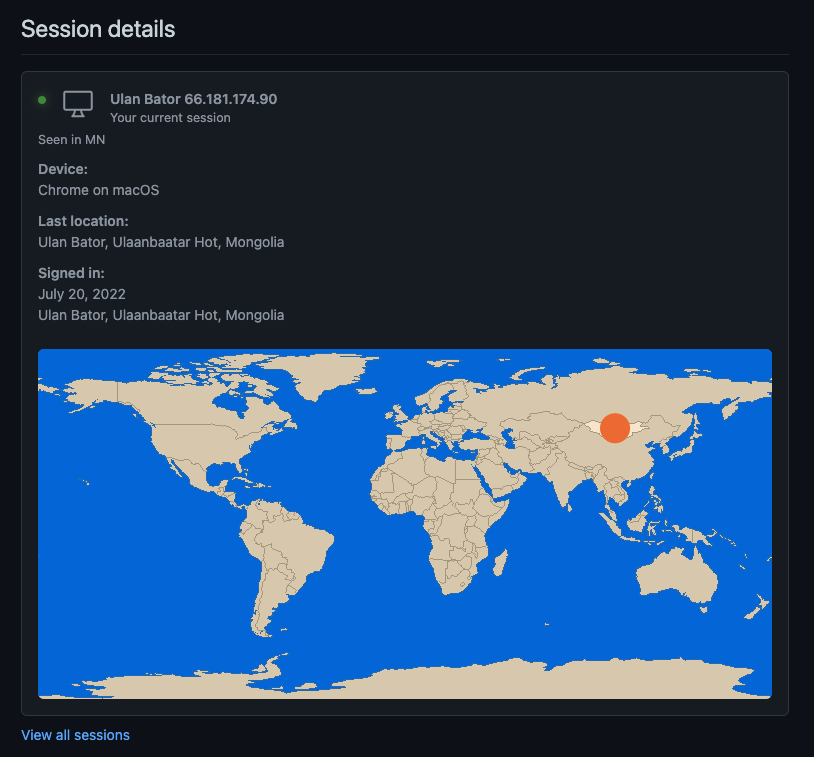 Session details
Ulan Bator 66.181.174.90
Your current session
Seen in MN
Device:
Chrome on macOS
Last location:
Ulan Bator, Ulaanbaatar Hot, Mongolia
Signed in:
July 20, 2022
Ulan Bator, Ulaanbaatar Hot, Mongolia
View all sessions